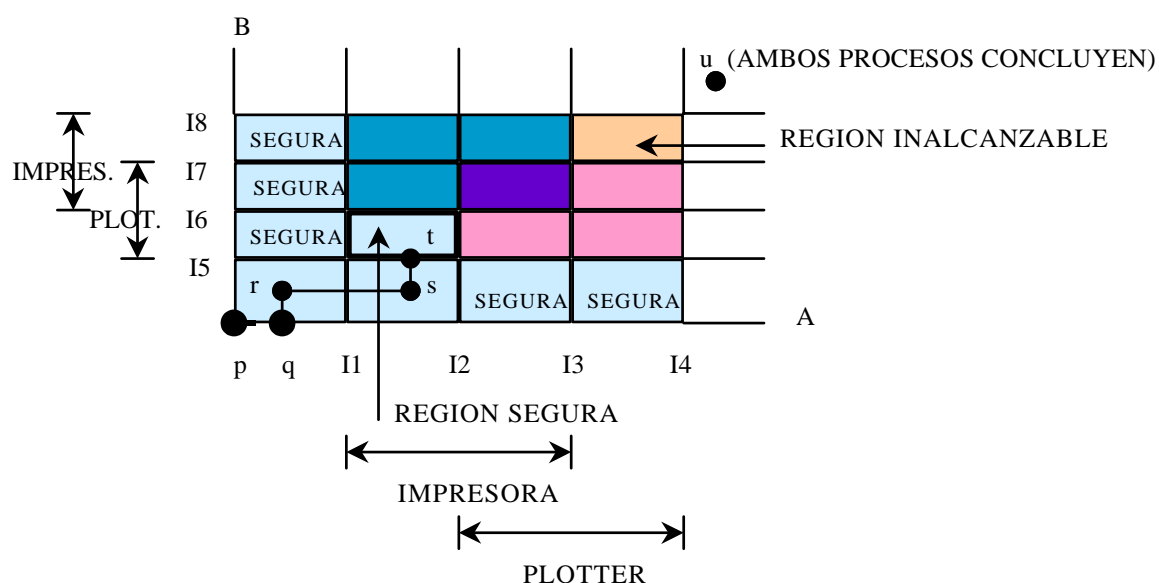 B
u (AMBOS PROCESOS CONCLUYEN)
I8
SEGURA
REGION INALCANZABLE
IMPRES.
I7
SEGURA
PLOT.
I6
SEGURA
t
I5
r
s
SEGURA
SEGURA
A
p
q
I1
I2
I3
I4
REGION SEGURA
IMPRESORA
PLOTTER